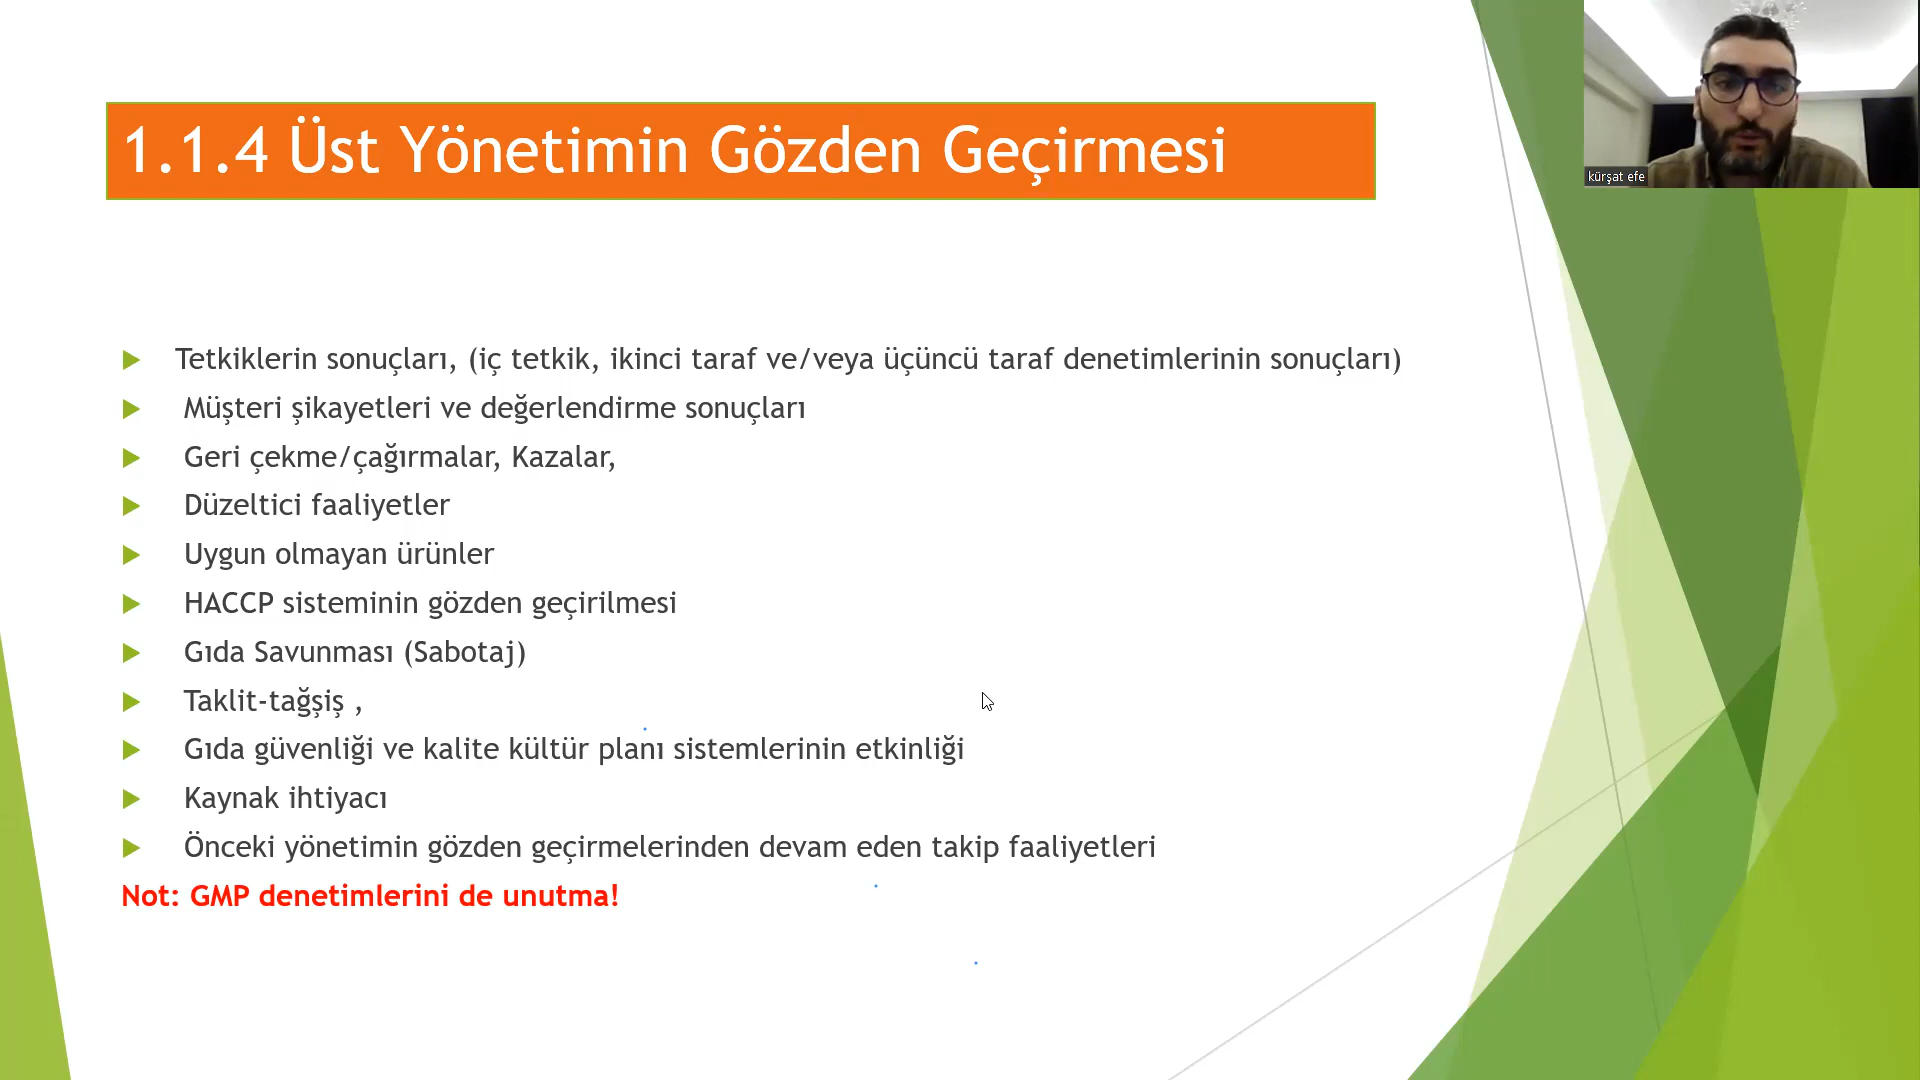 1.1.4 Üst Yönetimin Gözden Geçirmesi
kürşat efe
Tetkiklerin sonuçları, (iç tetkik, ikinci taraf ve/veya üçüncü taraf denetimlerinin sonuçları)
Müşteri şikayetleri ve değerlendirme sonuçları
Geri çekme/çağırmalar, Kazalar,
Düzeltici faaliyetler
Uygun olmayan ürünler
HACCP sisteminin gözden geçirilmesi
Gıda Savunması (Sabotaj)
Taklit-tağşiş ,
Gıda güvenliği ve kalite kültür planı sistemlerinin etkinliği
Kaynak ihtiyacı
Önceki yönetimin gözden geçirmelerinden devam eden takip faaliyetleri
Not: GMP denetimlerini de unutma!